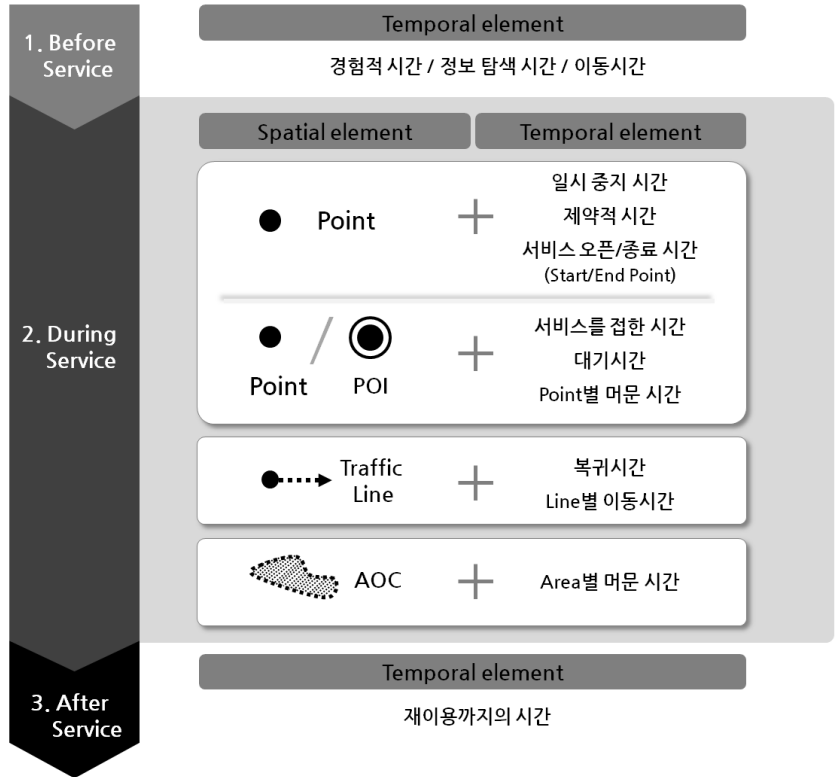 1. Before
Service
Temporal element
경험적 시간 / 정보 탐색 시간 / 이동시간
2. During
Service
Spatial element
Temporal element
Point
일시 중지 시간
제약적 시간
서비스 오픈/종료 시간
(Start/End Point)
Point
POI
서비스를 접한 시간
대기시간
Point별 머문 시간
Traffic
Line
복귀시간
Line별 이동시간
AOC
Area별 머문 시간
3. After
Service
Temporal element
재이용까지의 시간